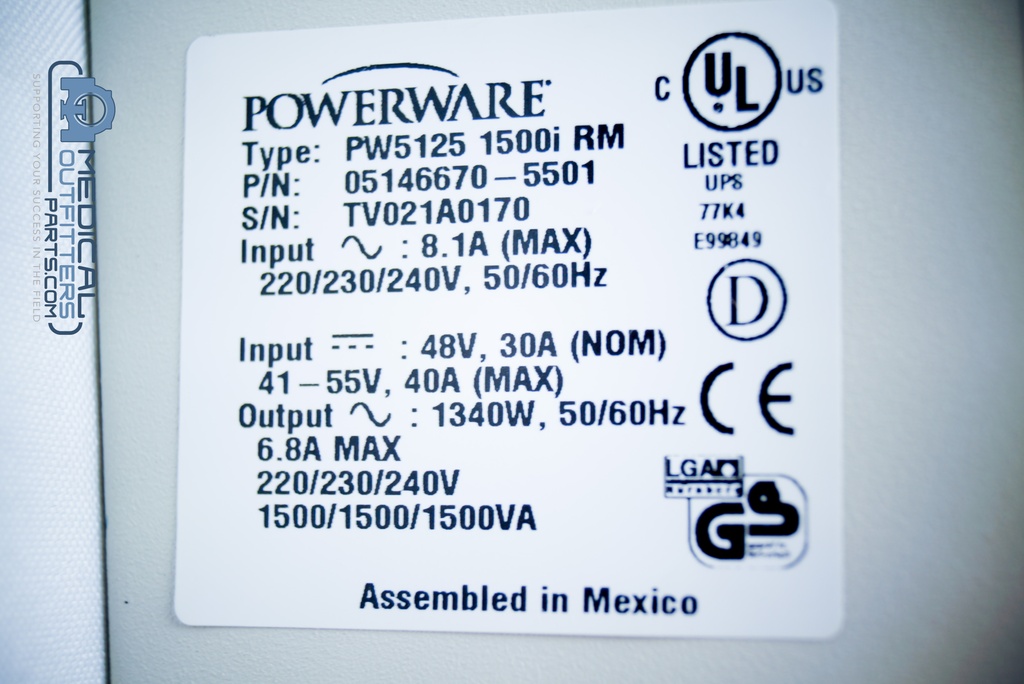 POWERWARE
Type: PW5125 1500i RM
P/N: 05146670-5501
S/N: TV021A0170
Input ∿ : 8.1A (MAX)
220/230/240V, 50/60Hz
Input ⎓ : 48V, 30A (NOM)
41-55V, 40A (MAX)
Output ∿ : 1340W, 50/60Hz
6.8A MAX
220/230/240V
1500/1500/1500VA
Assembled in Mexico
C UL US
LISTED
UPS
77K4
E99849
D
CE
LGA
GS
MEDICAL
OUTFITTERS
PARTS.COM
SUPPORTING YOUR SUCCESS IN THE FIELD